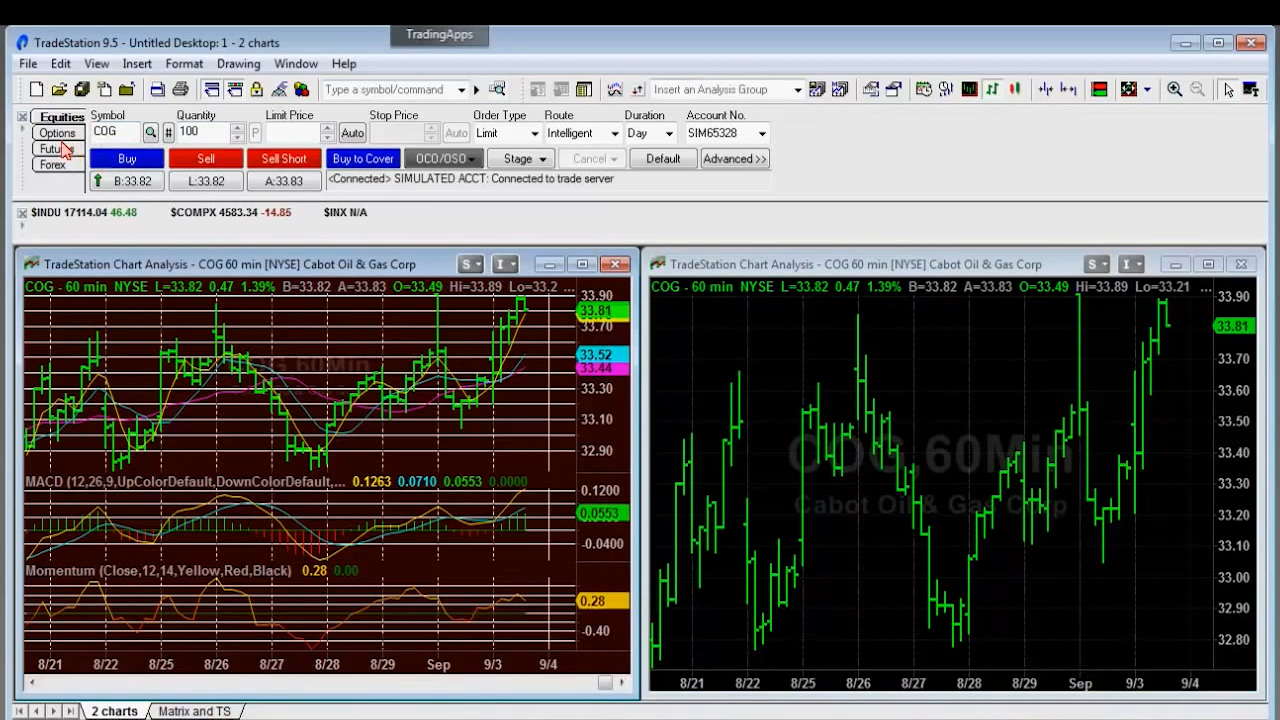 TradingApps
TradeStation 9.5 - Untitled Desktop: 1 - 2 charts
File Edit View Insert Format Drawing Window Help
Type a symbol/command
Insert an Analysis Group
Equities Symbol Quantity Limit Price Stop Price Order Type Route Duration Account No.
Options COG # 100 P Auto Auto Limit Intelligent Day SIM65328
Forex Buy Sell Sell Short Buy to Cover OCO/OSO Stage Cancel Default Advanced >>
B:33.82 L:33.82 A:33.83 <Connected> SIMULATED ACCT: Connected to trade server
$INDU 17114.04 46.48 $COMPX 4583.34 -14.85 $INX N/A
TradeStation Chart Analysis - COG 60 min [NYSE] Cabot Oil & Gas Corp S I
COG - 60 min NYSE L=33.82 0.47 1.39% B=33.82 A=33.83 O=33.49 Hi=33.89 Lo=33.2 ...
33.90
33.81
33.70
33.52
33.44
33.30
33.10
32.90
COG 60Min
MACD (12,26,9,UpColorDefault,DownColorDefault,... 0.1263 0.0710 0.0553 0.0000
0.1200
0.0553
-0.0400
Momentum (Close,12,14,Yellow,Red,Black) 0.28 0.00
0.28
-0.40
8/21 8/22 8/25 8/26 8/27 8/28 8/29 Sep 9/3 9/4
TradeStation Chart Analysis - COG 60 min [NYSE] Cabot Oil & Gas Corp S I
COG - 60 min NYSE L=33.82 0.47 1.39% B=33.82 A=33.83 O=33.49 Hi=33.89 Lo=33.21 ...
33.90
33.81
33.70
33.60
33.50
33.40
33.30
33.20
33.10
33.00
32.90
32.80
COG 60Min
Cabot Oil & Gas Corp
8/21 8/22 8/25 8/26 8/27 8/28 8/29 Sep 9/3 9/4
2 charts Matrix and TS